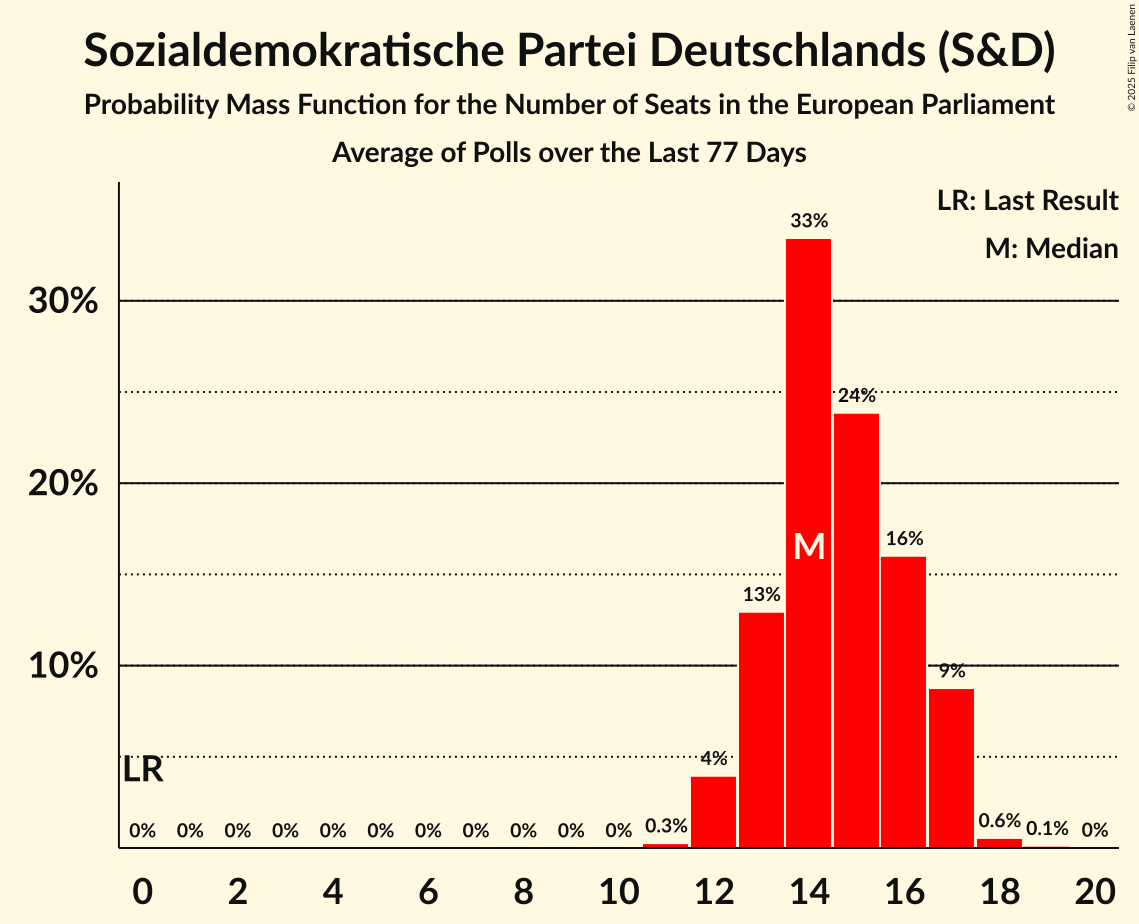 Sozialdemokratische Partei Deutschlands (S&D)
Probability Mass Function for the Number of Seats in the European Parliament
Average of Polls over the Last 77 Days
© 2025 Filip van Laenen
LR: Last Result
M: Median
33%
30%
24%
20%
16%
M
13%
10%
9%
LR
4%
0% 0% 0% 0% 0% 0% 0% 0% 0% 0% 0% 0.3% 0.6% 0.1% 0%
0 2 4 6 8 10 12 14 16 18 20